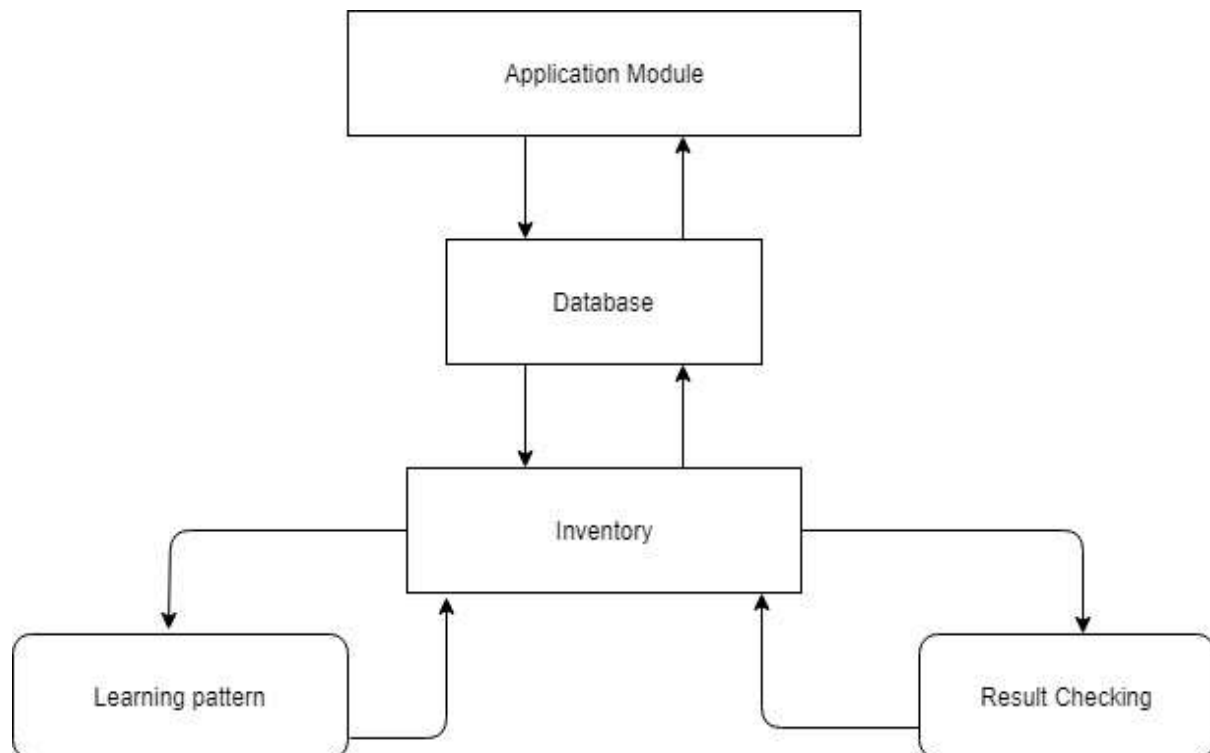 Application Module
Database
Inventory
Learning pattern
Result Checking